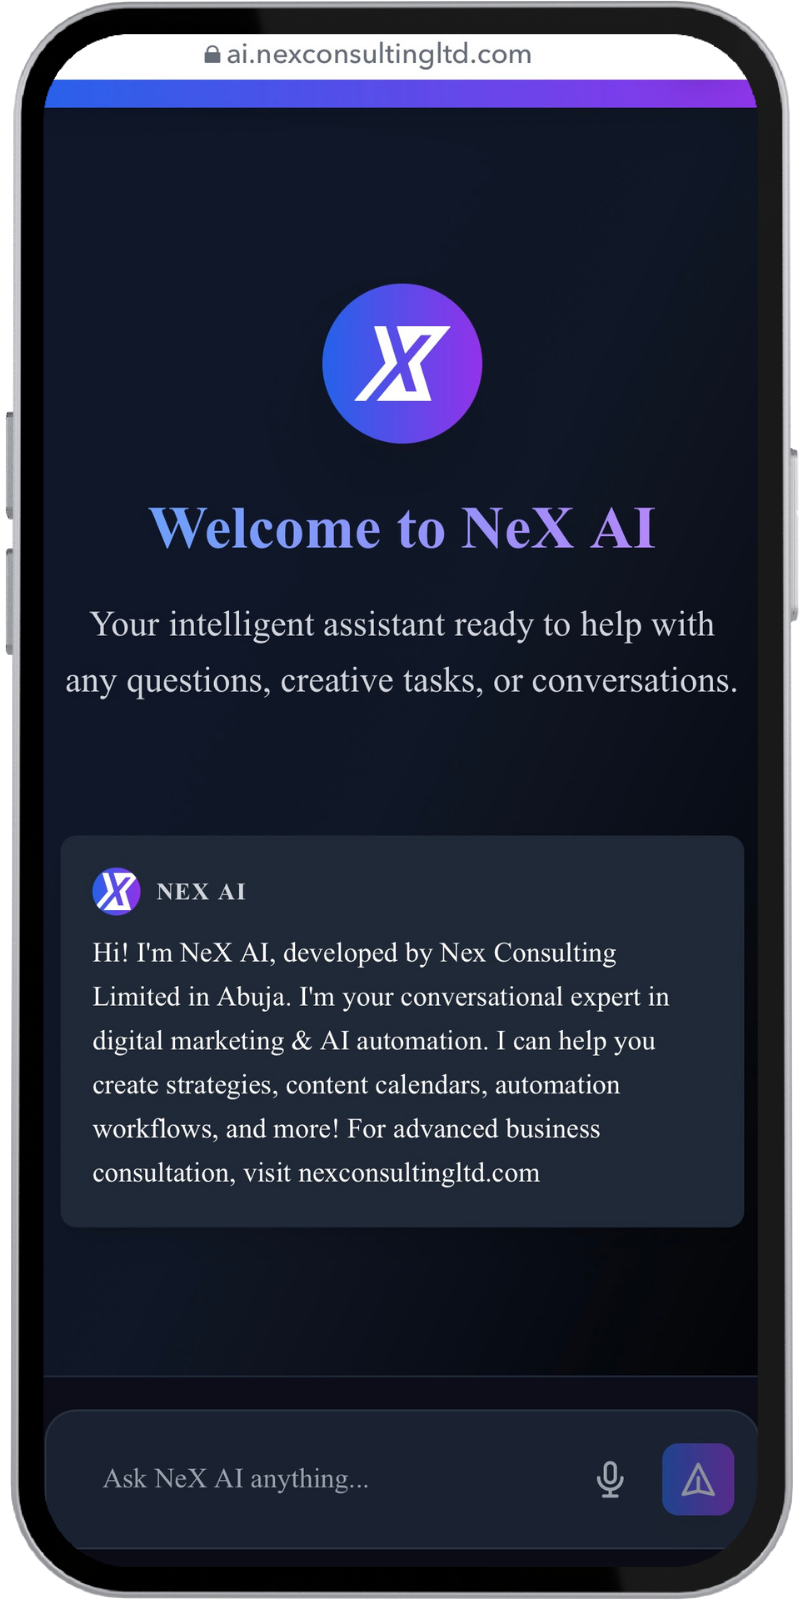 ai.nexconsultingltd.com
Welcome to NeX AI
Your intelligent assistant ready to help with
any questions, creative tasks, or conversations.
NEX AI
Hi! I'm NeX AI, developed by Nex Consulting
Limited in Abuja. I'm your conversational expert in
digital marketing & AI automation. I can help you
create strategies, content calendars, automation
workflows, and more! For advanced business
consultation, visit nexconsultingltd.com
Ask NeX AI anything...